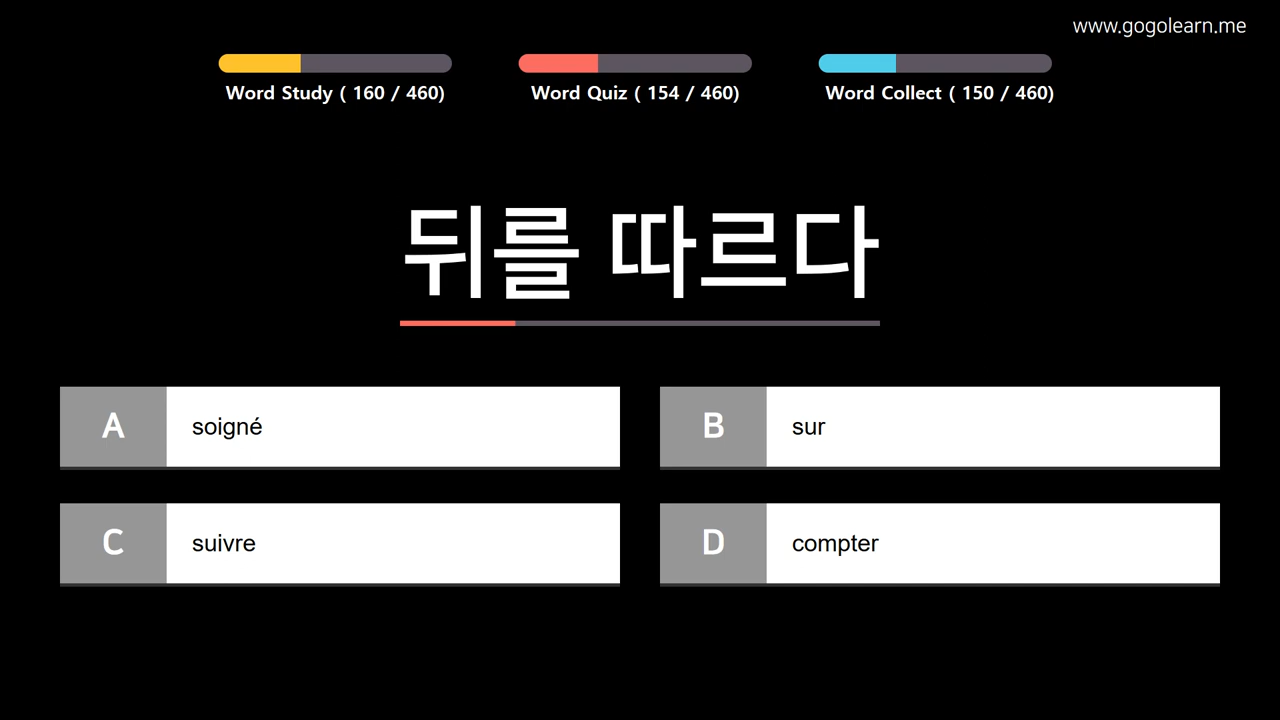 www.gogolearn.me
Word Study ( 160 / 460)
Word Quiz ( 154 / 460)
Word Collect ( 150 / 460)
뒤를 따르다
A soigné
B sur
C suivre
D compter